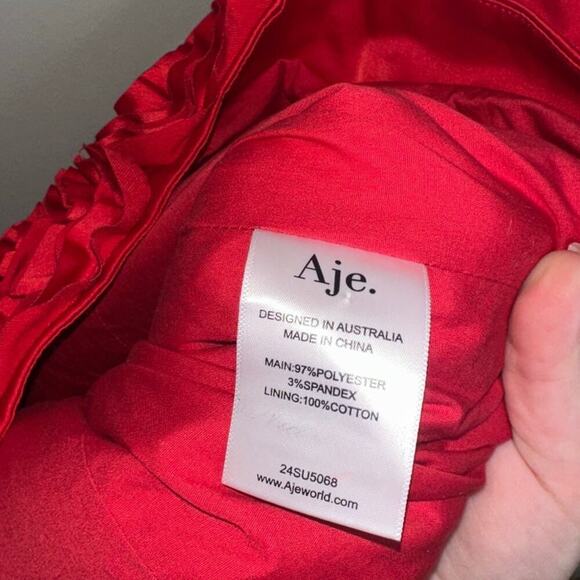 Aje.
DESIGNED IN AUSTRALIA
MADE IN CHINA
MAIN:97%POLYESTER
3%SPANDEX
LINING:100%COTTON
24SU5068
www.Ajeworld.com